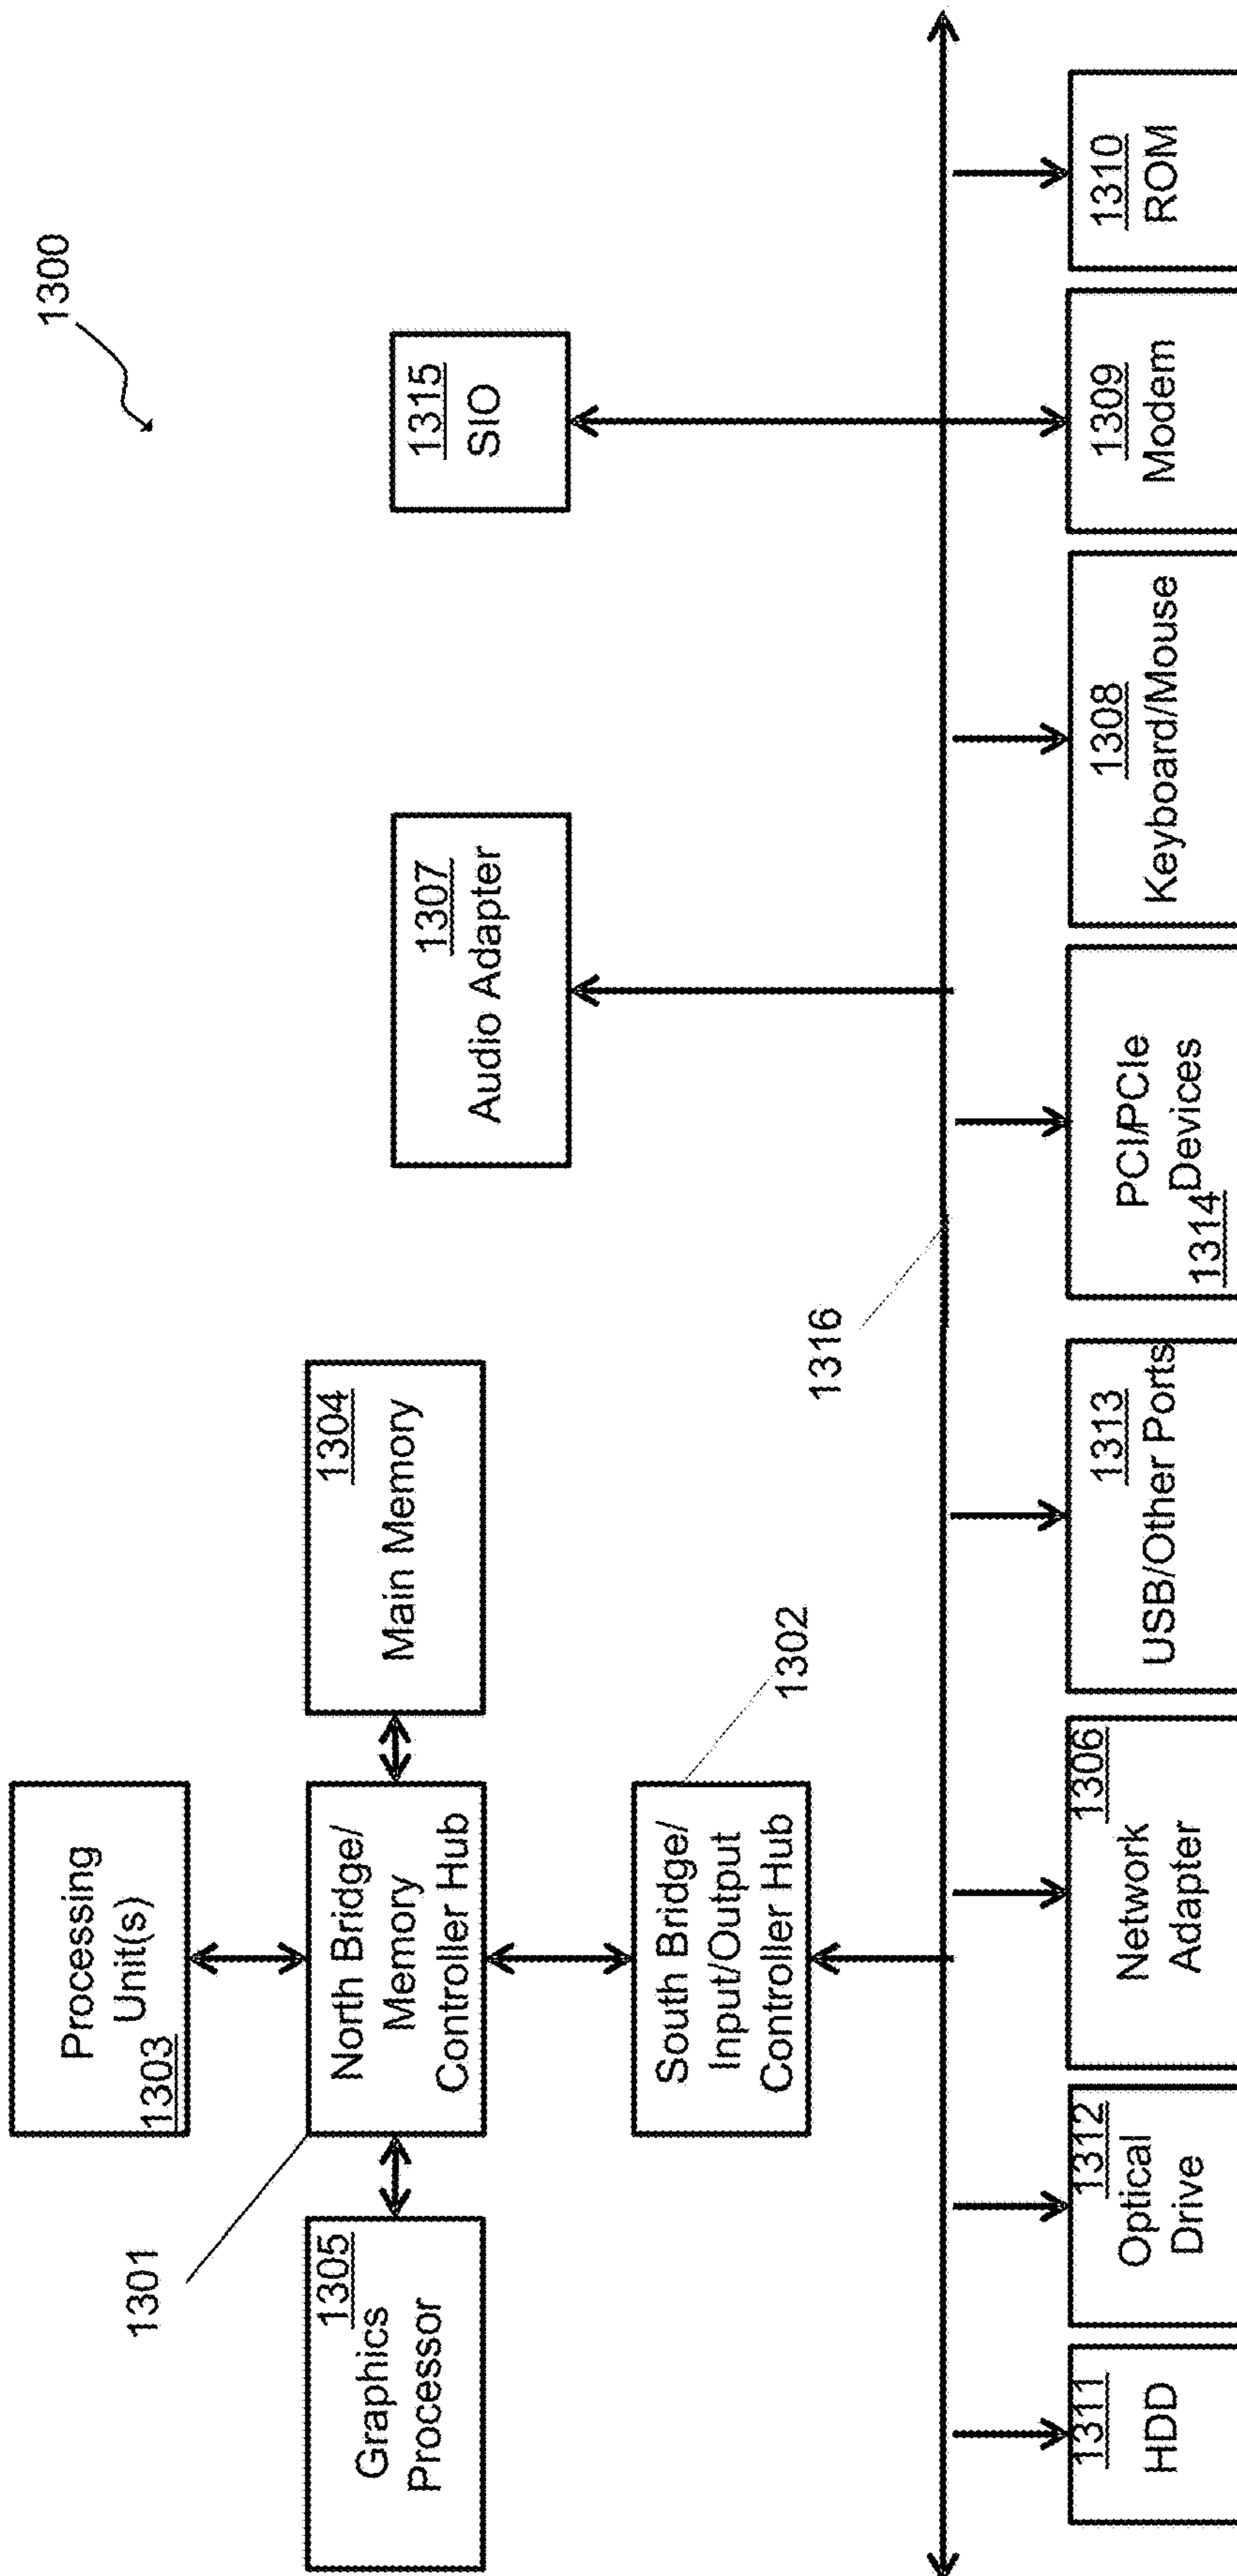 1300
Processing
Unit(s)
1303
1301
1305
Graphics
Processor
North Bridge/
Memory
Controller Hub
1304
Main Memory
1307
Audio Adapter
1315
SIO
South Bridge/
Input/Output
Controller Hub
1302
1316
1311
HDD
1312
Optical
Drive
1306
Network
Adapter
1313
USB/Other Ports
PCI/PCIe
Devices
1314
1308
Keyboard/Mouse
1309
Modem
1310
ROM